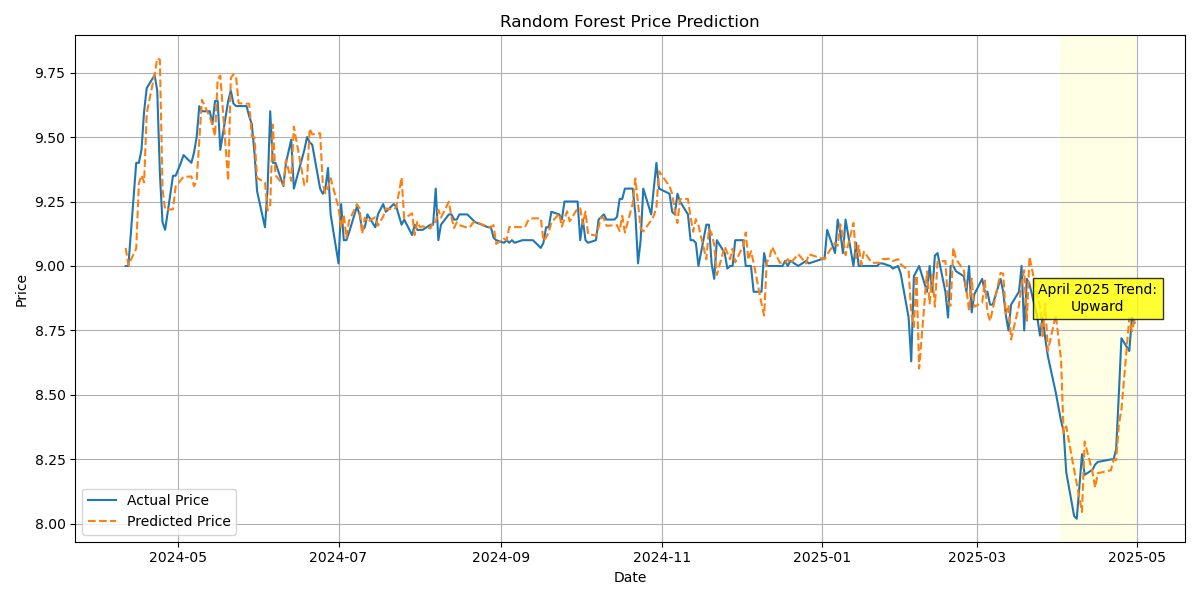 Random Forest Price Prediction
Price
9.75
9.50
9.25
9.00
8.75
8.50
8.25
8.00
April 2025 Trend:
Upward
Actual Price
Predicted Price
2024-05
2024-07
2024-09
2024-11
2025-01
2025-03
2025-05
Date